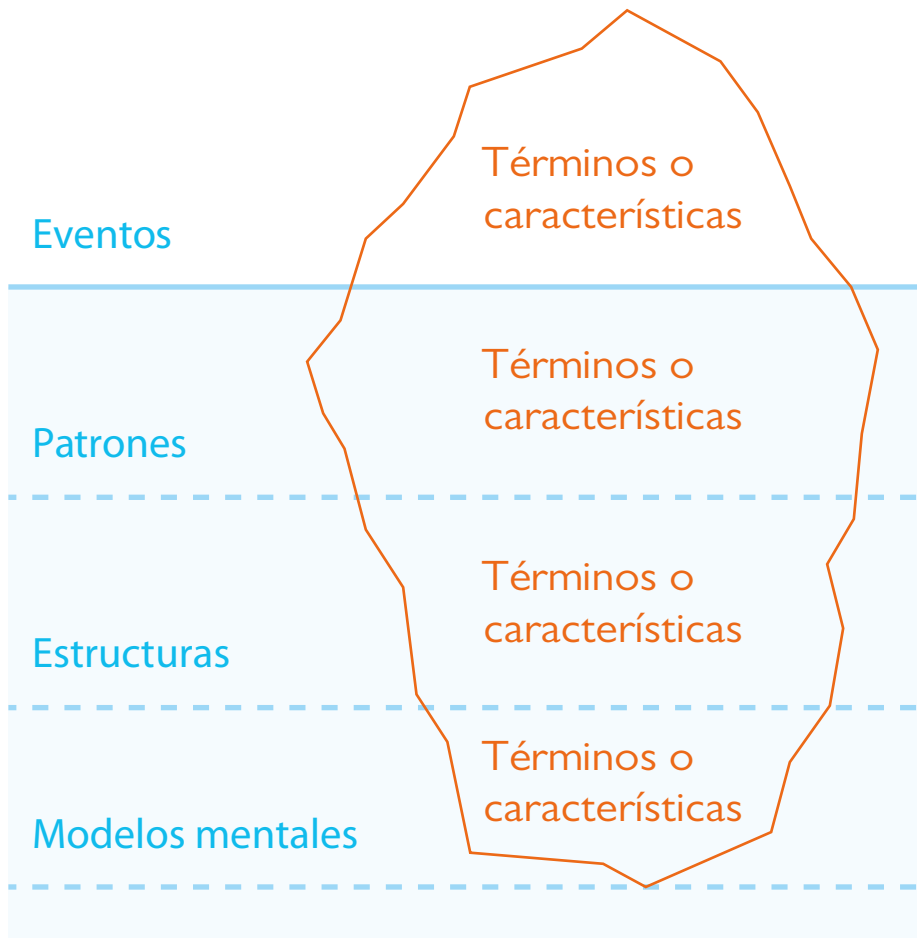 Términos o
características
Eventos
Términos o
características
Patrones
Términos o
características
Estructuras
Términos o
características
Modelos mentales